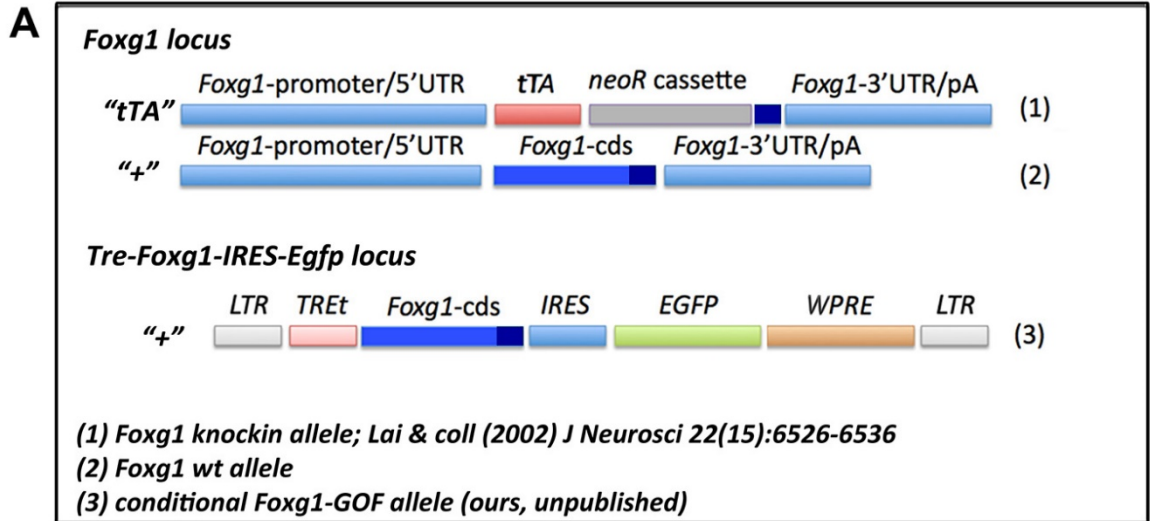 A
Foxg1 locus
Foxg1-promoter/5’UTR tTA neoR cassette Foxg1-3’UTR/pA
“tTA” (1)
Foxg1-promoter/5’UTR Foxg1-cds Foxg1-3’UTR/pA
“+” (2)
Tre-Foxg1-IRES-Egfp locus
LTR TREt Foxg1-cds IRES EGFP WPRE LTR
“+” (3)
(1) Foxg1 knockin allele; Lai & coll (2002) J Neurosci 22(15):6526-6536
(2) Foxg1 wt allele
(3) conditional Foxg1-GOF allele (ours, unpublished)